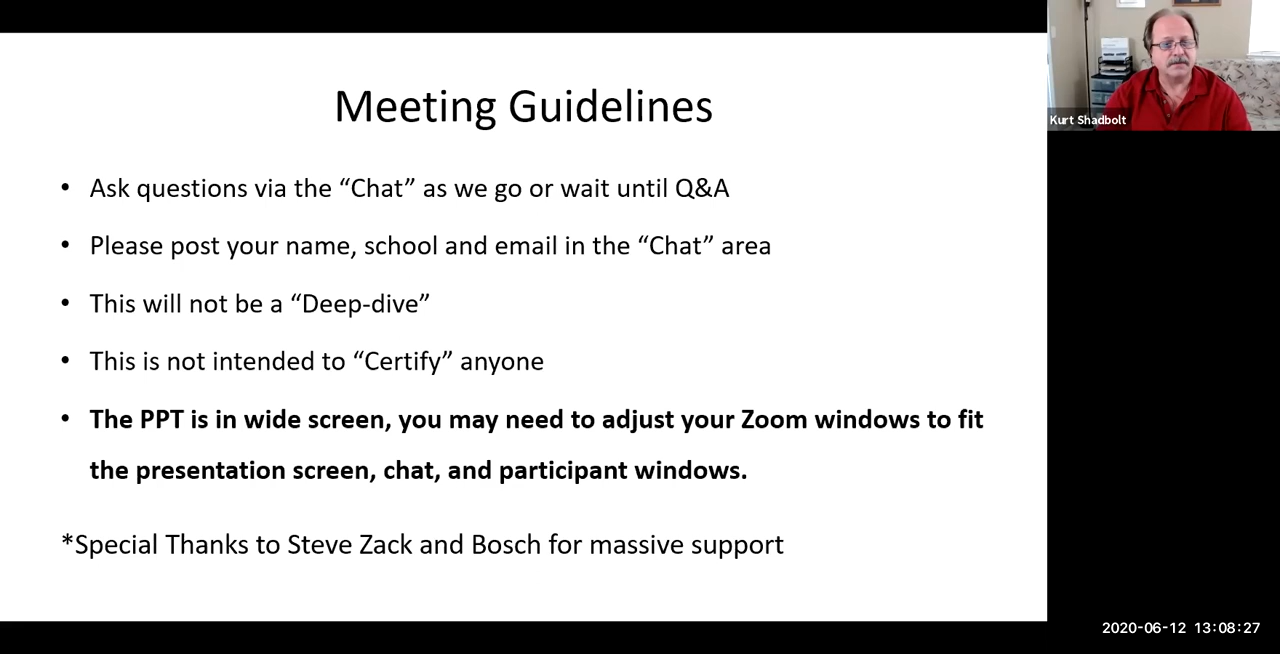 Meeting Guidelines
• Ask questions via the “Chat” as we go or wait until Q&A
• Please post your name, school and email in the “Chat” area
• This will not be a “Deep-dive”
• This is not intended to “Certify” anyone
• The PPT is in wide screen, you may need to adjust your Zoom windows to fit
the presentation screen, chat, and participant windows.
*Special Thanks to Steve Zack and Bosch for massive support
Kurt Shadbolt
2020-06-12 13:08:27